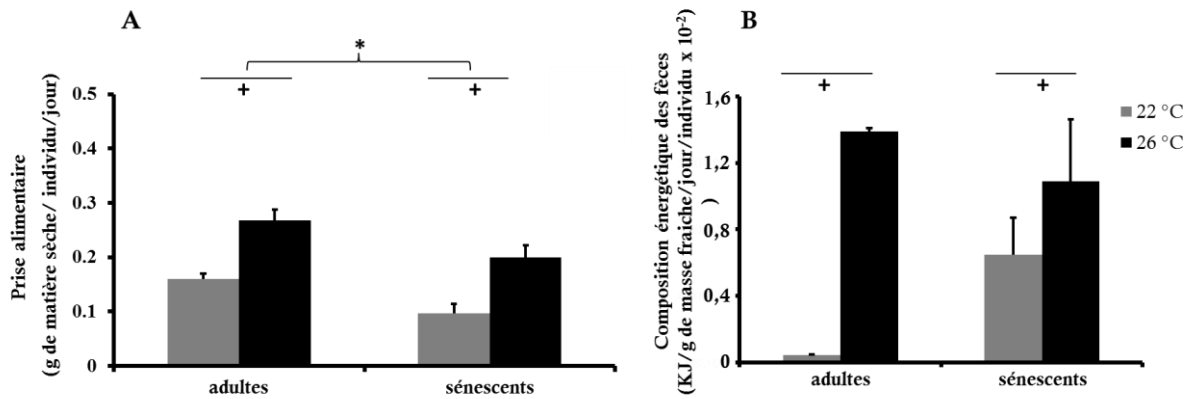 A
*
+
+
Prise alimentaire
(g de matière sèche/ individu/jour)
0.5
0.4
0.3
0.2
0.1
0
adultes
sénescents
B
+
+
Composition énergétique des fèces
(KJ/g de masse fraiche/jour/individu x 10-2
)
1,6
1,2
0,8
0,4
0
adultes
sénescents
22 °C
26 °C